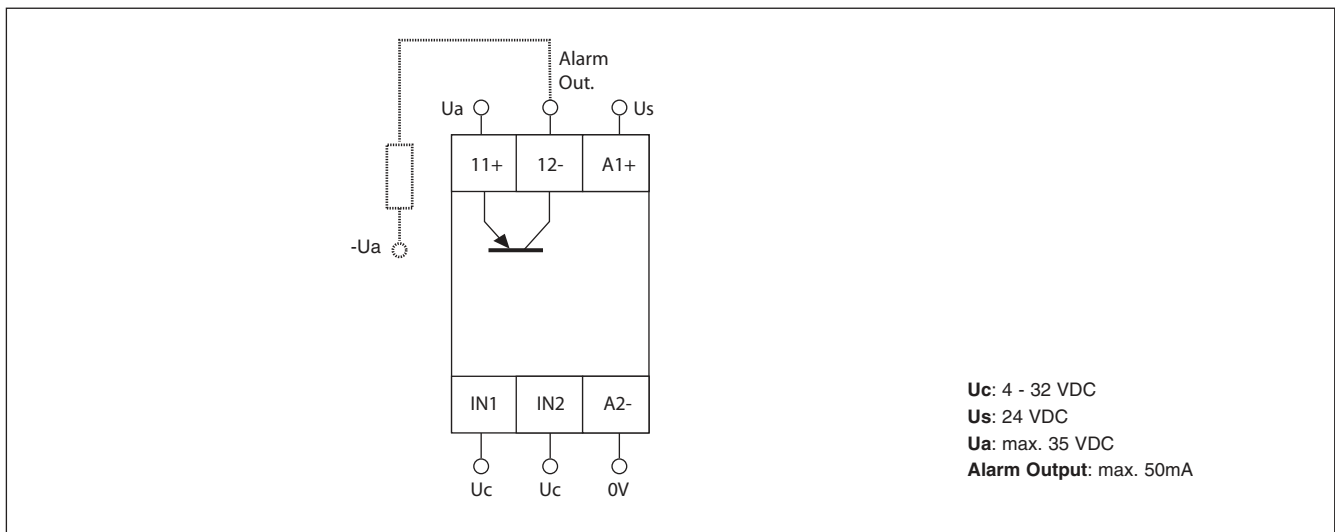 Alarm
Out.
Ua
Us
11+
12-
A1+
-Ua
IN1
IN2
A2-
Uc
Uc
0V
Uc: 4 - 32 VDC
Us: 24 VDC
Ua: max. 35 VDC
Alarm Output: max. 50mA